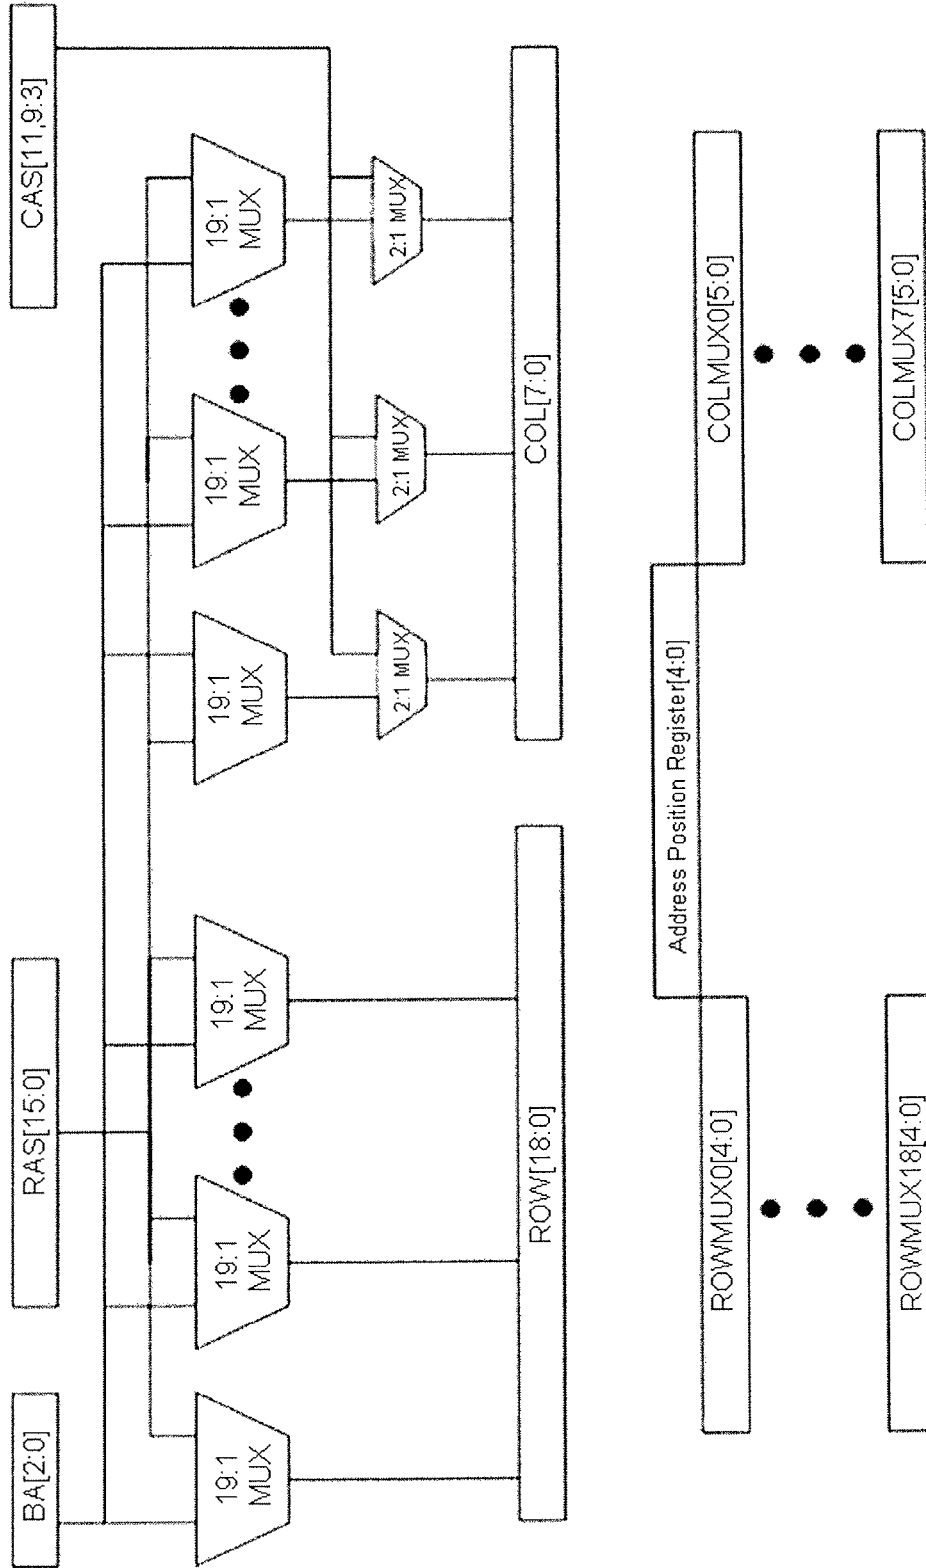 BA[2:0]
RAS[15:0]
CAS[11,9:3]
19:1
MUX
19:1
MUX
19:1
MUX
19:1
MUX
19:1
MUX
19:1
MUX
2:1 MUX
2:1 MUX
2:1 MUX
ROW[18:0]
COL[7:0]
Address Position Register[4:0]
ROWMUX0[4:0]
COLMUX0[5:0]
ROWMUX18[4:0]
COLMUX7[5:0]